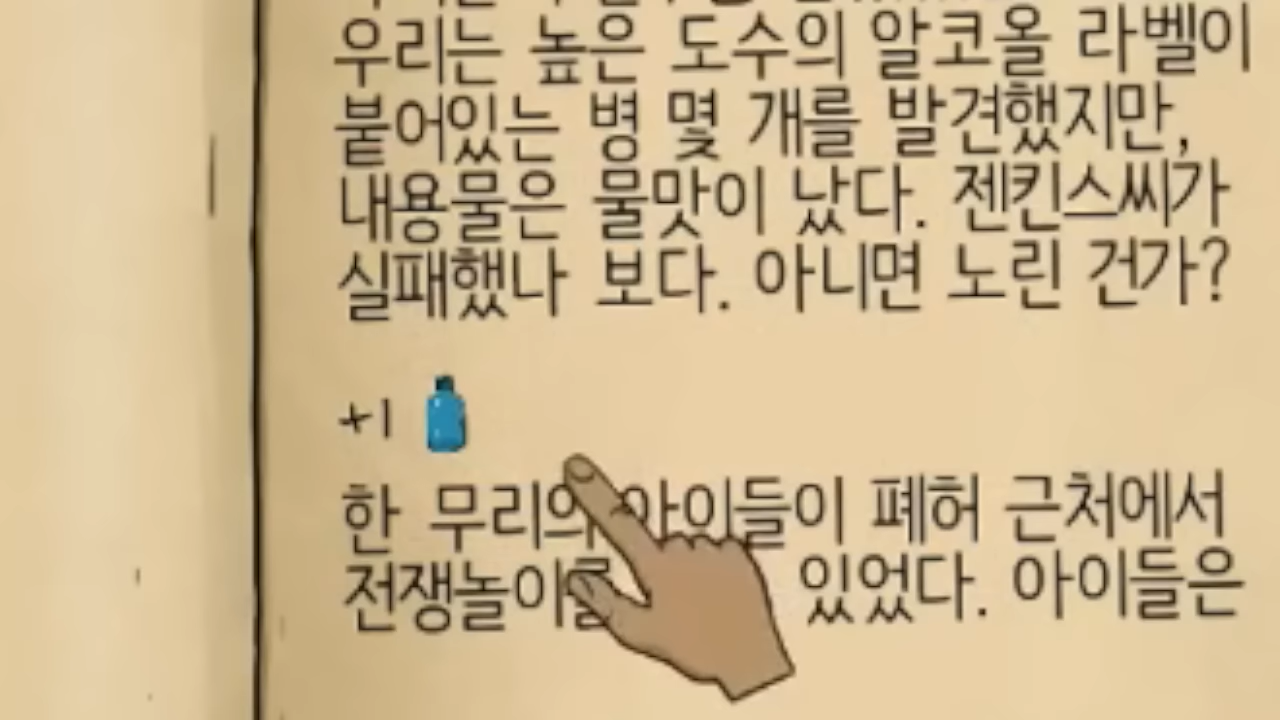 우리는 높은 도수의 알코올 라벨이
붙어있는 병 몇 개를 발견했지만,
내용물은 물맛이 났다. 젠킨스씨가
실패했나 보다. 아니면 노린 건가?
+1
한 무리의 아이들이 폐허 근처에서
전쟁놀이를 있었다. 아이들은